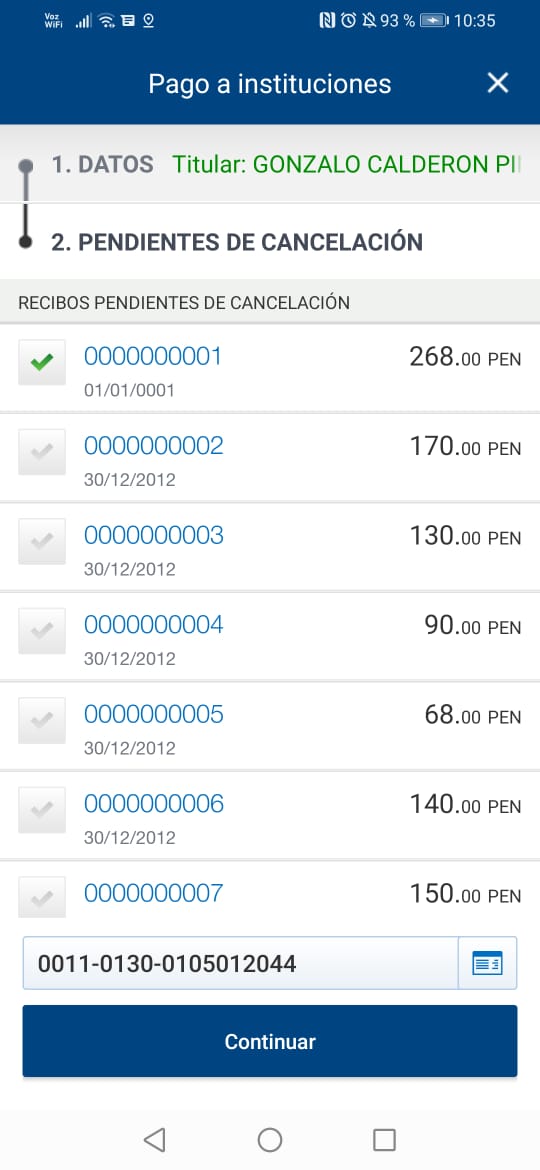 Voz
WiFi
93 %
10:35
Pago a instituciones
1. DATOS Titular: GONZALO CALDERON PI
2. PENDIENTES DE CANCELACIÓN
RECIBOS PENDIENTES DE CANCELACIÓN
0000000001 268.00 PEN
01/01/0001
0000000002 170.00 PEN
30/12/2012
0000000003 130.00 PEN
30/12/2012
0000000004 90.00 PEN
30/12/2012
0000000005 68.00 PEN
30/12/2012
0000000006 140.00 PEN
30/12/2012
0000000007 150.00 PEN
0011-0130-0105012044
Continuar